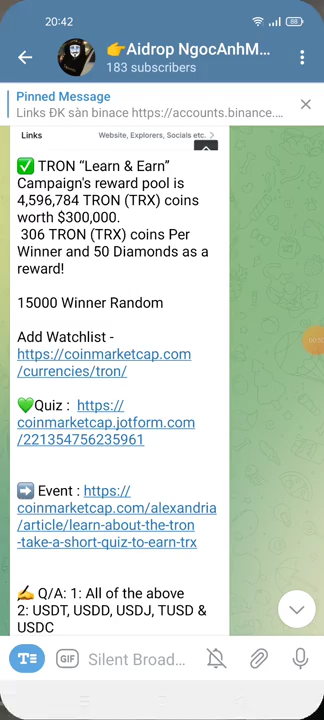 20:42
88
👉Aidrop NgocAnhM...
183 subscribers
Pinned Message
Links ĐK sàn binace https://accounts.binance....
Links Website, Explorers, Socials etc.
✅ TRON “Learn & Earn”
Campaign's reward pool is
4,596,784 TRON (TRX) coins
worth $300,000.
306 TRON (TRX) coins Per
Winner and 50 Diamonds as a
reward!
15000 Winner Random
Add Watchlist -
https://coinmarketcap.com
/currencies/tron/
💚Quiz : https://
coinmarketcap.jotform.com
/221354756235961
➡️ Event : https://
coinmarketcap.com/alexandria
/article/learn-about-the-tron
-take-a-short-quiz-to-earn-trx
✍️ Q/A: 1: All of the above
2: USDT, USDD, USDJ, TUSD &
USDC
GIF Silent Broad...